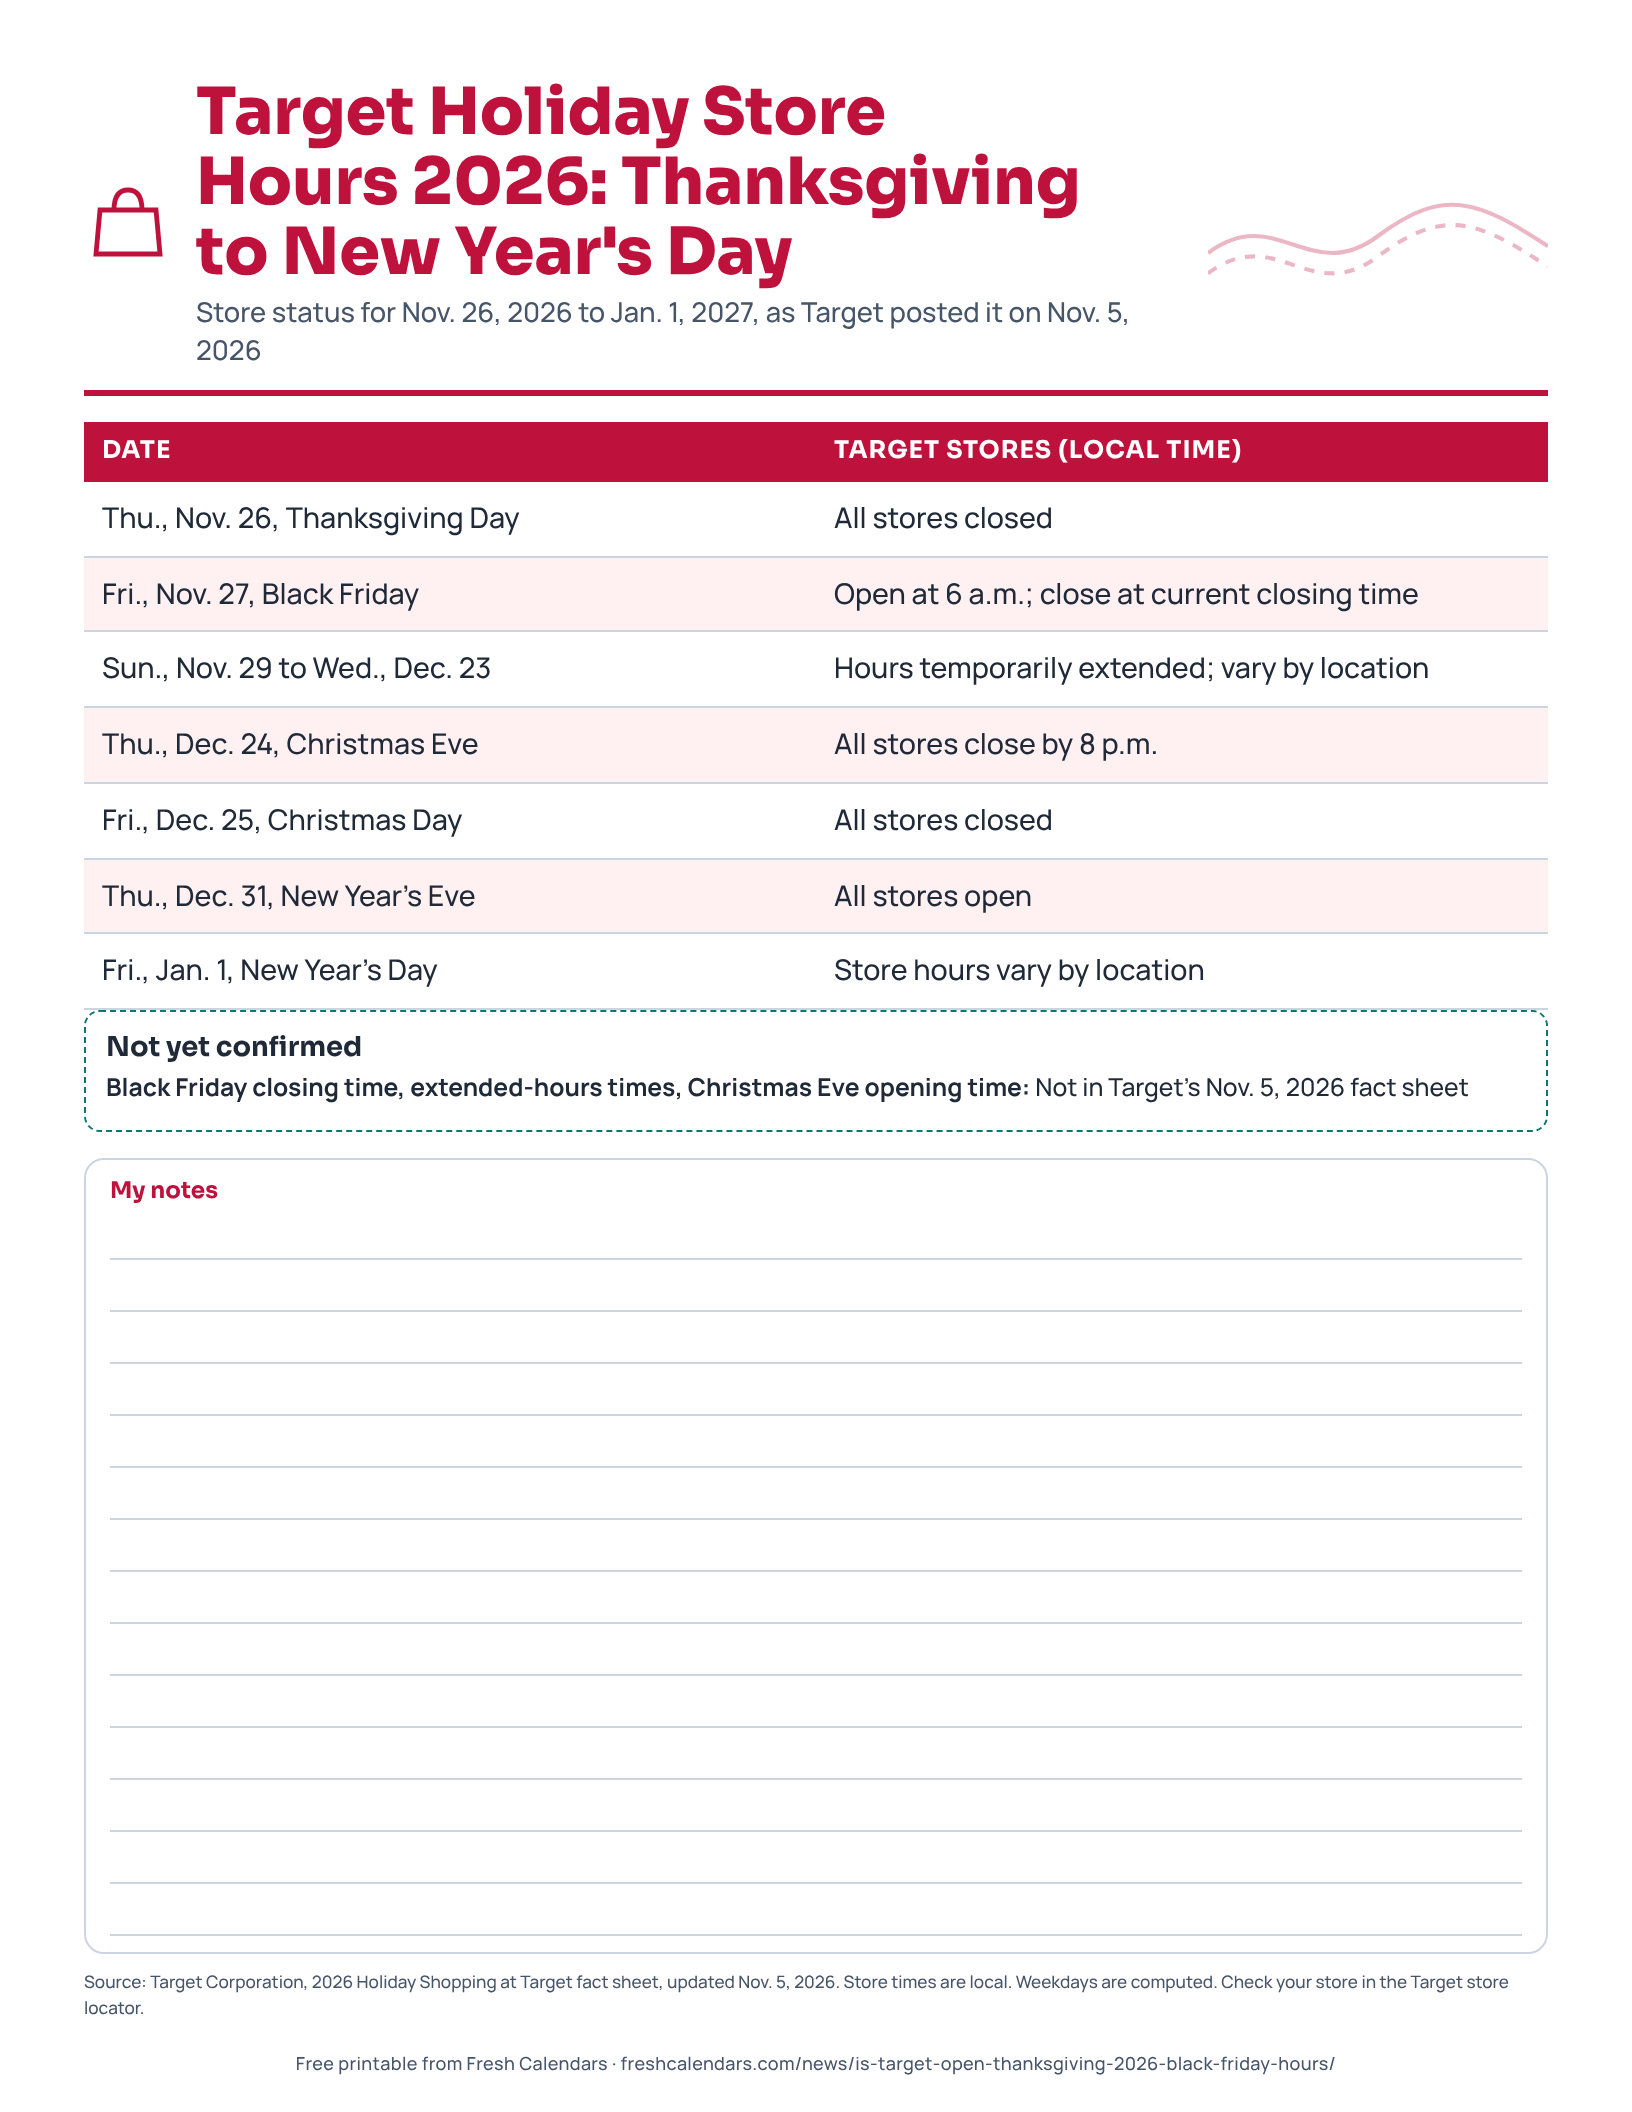 Target Holiday Store
Hours 2026: Thanksgiving
to New Year's Day
Store status for Nov. 26, 2026 to Jan. 1, 2027, as Target posted it on Nov. 5,
2026
DATE TARGET STORES (LOCAL TIME)
Thu., Nov. 26, Thanksgiving Day All stores closed
Fri., Nov. 27, Black Friday Open at 6 a.m.; close at current closing time
Sun., Nov. 29 to Wed., Dec. 23 Hours temporarily extended; vary by location
Thu., Dec. 24, Christmas Eve All stores close by 8 p.m.
Fri., Dec. 25, Christmas Day All stores closed
Thu., Dec. 31, New Year’s Eve All stores open
Fri., Jan. 1, New Year’s Day Store hours vary by location
Not yet confirmed
Black Friday closing time, extended-hours times, Christmas Eve opening time: Not in Target’s Nov. 5, 2026 fact sheet
My notes
Source: Target Corporation, 2026 Holiday Shopping at Target fact sheet, updated Nov. 5, 2026. Store times are local. Weekdays are computed. Check your store in the Target store
locator.
Free printable from Fresh Calendars · freshcalendars.com/news/is-target-open-thanksgiving-2026-black-friday-hours/